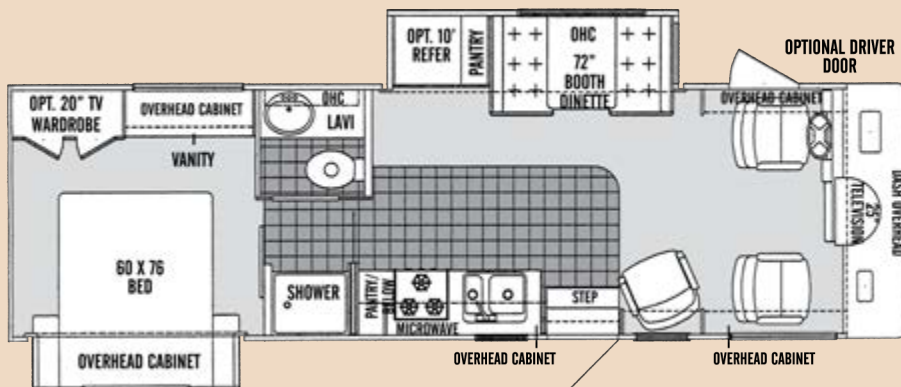 OPT. 10'
REFER
PANTRY
OHC
72"
BOOTH
DINETTE
OPTIONAL DRIVER
DOOR
OPT. 20" TV
WARDROBE
OVERHEAD CABINET
VANITY
OHC
LAVI
OVERHEAD CABINET
DASH OVERHEAD
25"
TELEVISION
60 X 76
BED
SHOWER
PANTRY/
BELOW
MICROWAVE
STEP
OVERHEAD CABINET
OVERHEAD CABINET
OVERHEAD CABINET